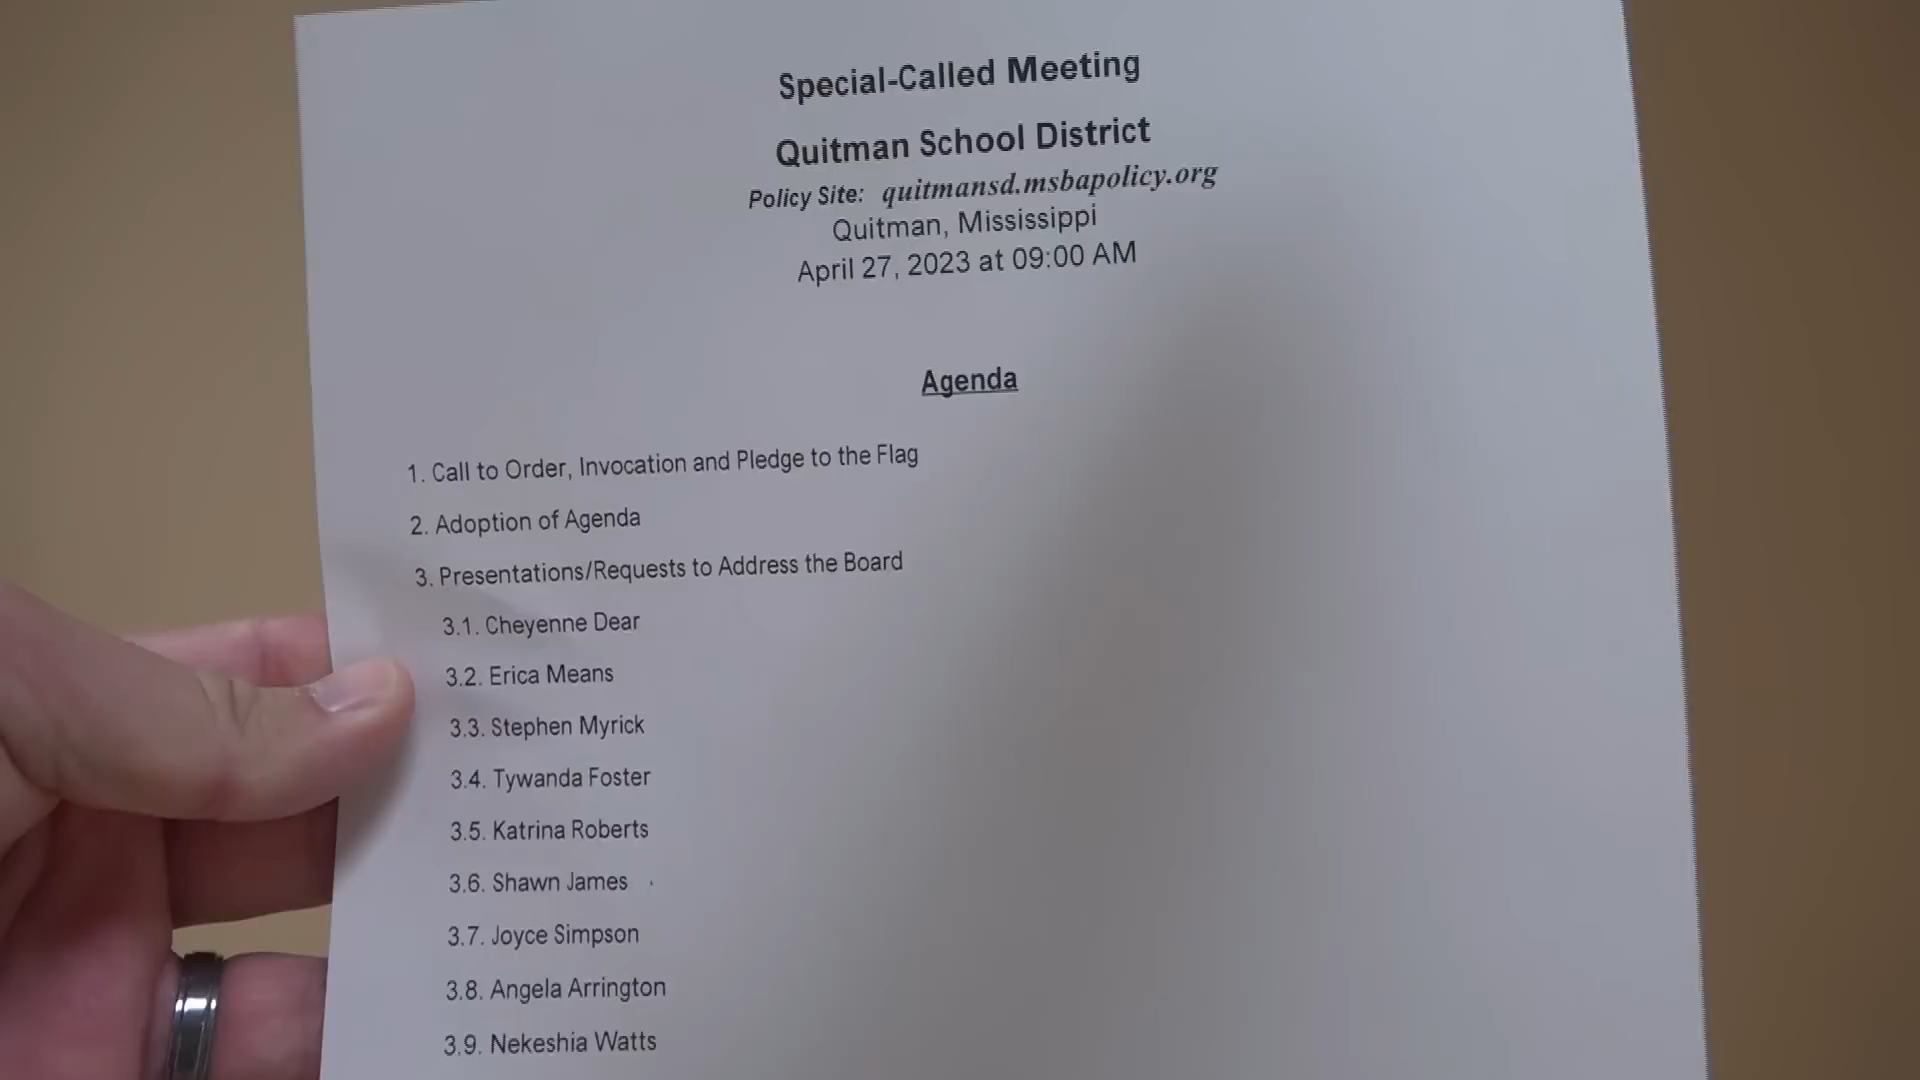 Special-Called Meeting
Quitman School District
Policy Site: quitmansd.msbapolicy.org
Quitman, Mississippi
April 27, 2023 at 09:00 AM
Agenda
1. Call to Order, Invocation and Pledge to the Flag
2. Adoption of Agenda
3. Presentations/Requests to Address the Board
3.1. Cheyenne Dear
3.2. Erica Means
3.3. Stephen Myrick
3.4. Tywanda Foster
3.5. Katrina Roberts
3.6. Shawn James
3.7. Joyce Simpson
3.8. Angela Arrington
3.9. Nekeshia Watts